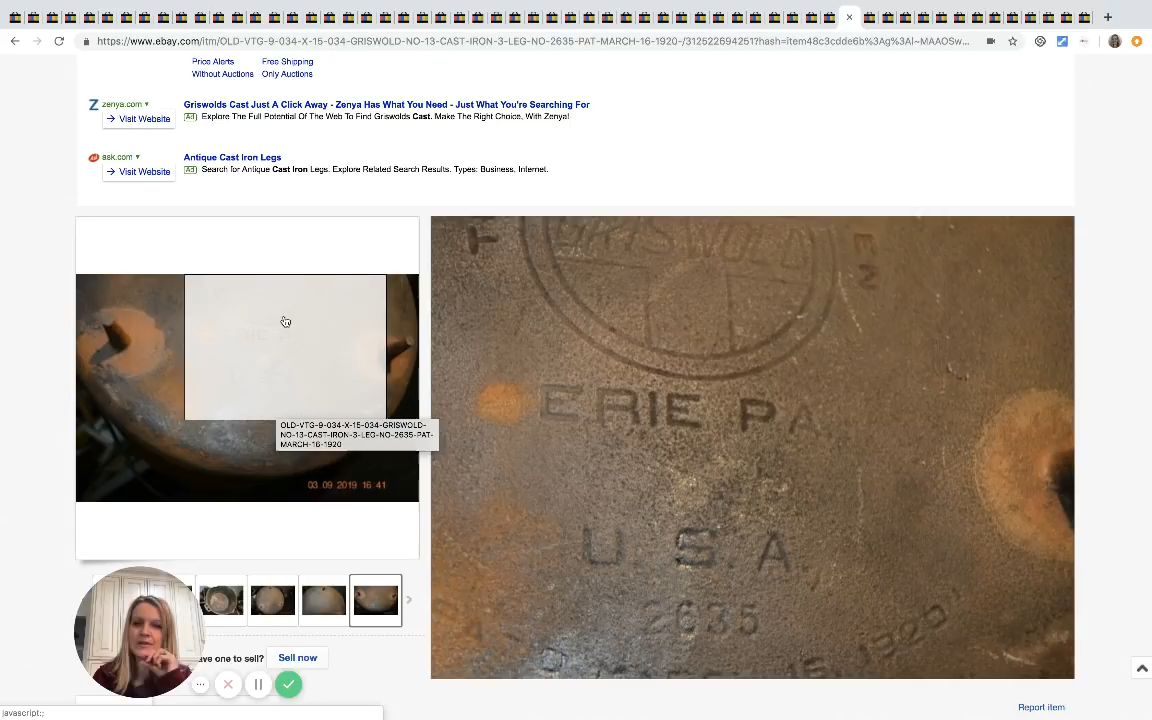 https://www.ebay.com/itm/OLD-VTG-9-034-X-15-034-GRISWOLD-NO-13-CAST-IRON-3-LEG-NO-2635-PAT-MARCH-16-1920-/312522694251?hash=item48c3cdde6b%3Ag%3Al~MAAOSw...
Price Alerts
Free Shipping
Without Auctions
Only Auctions
zenya.com
Visit Website
Griswolds Cast Just A Click Away - Zenya Has What You Need - Just What You're Searching For
Ad
Explore The Full Potential Of The Web To Find Griswolds Cast. Make The Right Choice, With Zenya!
ask.com
Visit Website
Antique Cast Iron Legs
Ad
Search for Antique Cast Iron Legs. Explore Related Search Results. Types: Business, Internet.
GRISWOLD
ERIE P
U S A
2635
OLD-VTG-9-034-X-15-034-GRISWOLD-
NO-13-CAST-IRON-3-LEG-NO-2635-PAT-
MARCH-16-1920
03 09 2019 16:41
ave one to sell?
Sell now
Report item
javascript:;